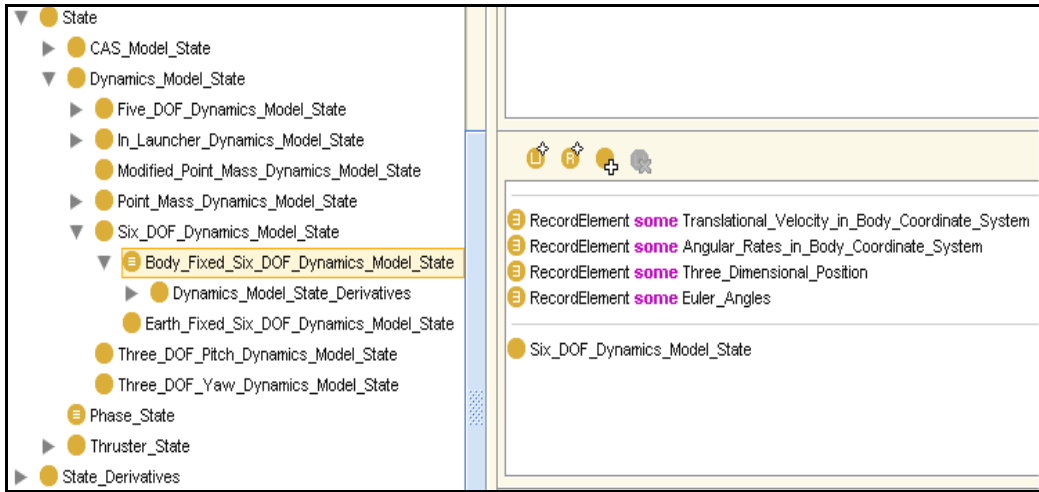 State
CAS_Model_State
Dynamics_Model_State
Five_DOF_Dynamics_Model_State
In_Launcher_Dynamics_Model_State
Modified_Point_Mass_Dynamics_Model_State
Point_Mass_Dynamics_Model_State
Six_DOF_Dynamics_Model_State
Body_Fixed_Six_DOF_Dynamics_Model_State
Dynamics_Model_State_Derivatives
Earth_Fixed_Six_DOF_Dynamics_Model_State
Three_DOF_Pitch_Dynamics_Model_State
Three_DOF_Yaw_Dynamics_Model_State
Phase_State
Thruster_State
State_Derivatives
RecordElement some Translational_Velocity_in_Body_Coordinate_System
RecordElement some Angular_Rates_in_Body_Coordinate_System
RecordElement some Three_Dimensional_Position
RecordElement some Euler_Angles
Six_DOF_Dynamics_Model_State